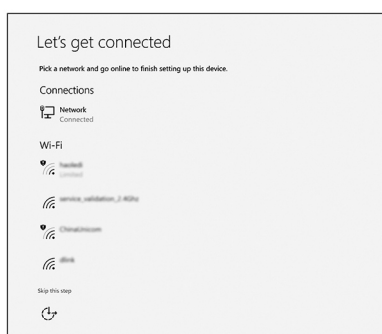 Let's get connected
Pick a network and go online to finish setting up this device.
Connections
Network
Connected
Wi-Fi
Limited
service_validation_2.4Ghz
ChinaUnicom
dlink
Skip this step